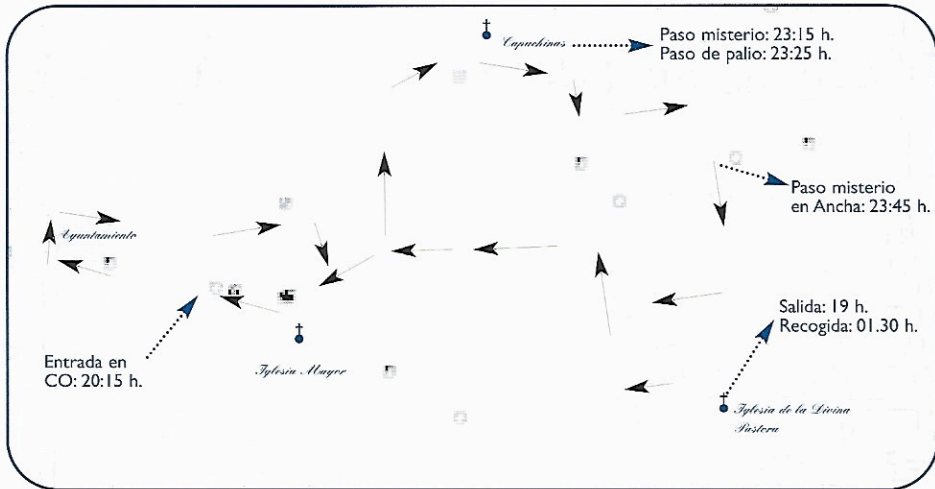 Capuchinas
Paso misterio: 23:15 h.
Paso de palio: 23:25 h.
Paso misterio
en Ancha: 23:45 h.
Ayuntamiento
Salida: 19 h.
Recogida: 01.30 h.
Entrada en
CO: 20:15 h.
Iglesia Mayor
Iglesia de la Divina
Pastora